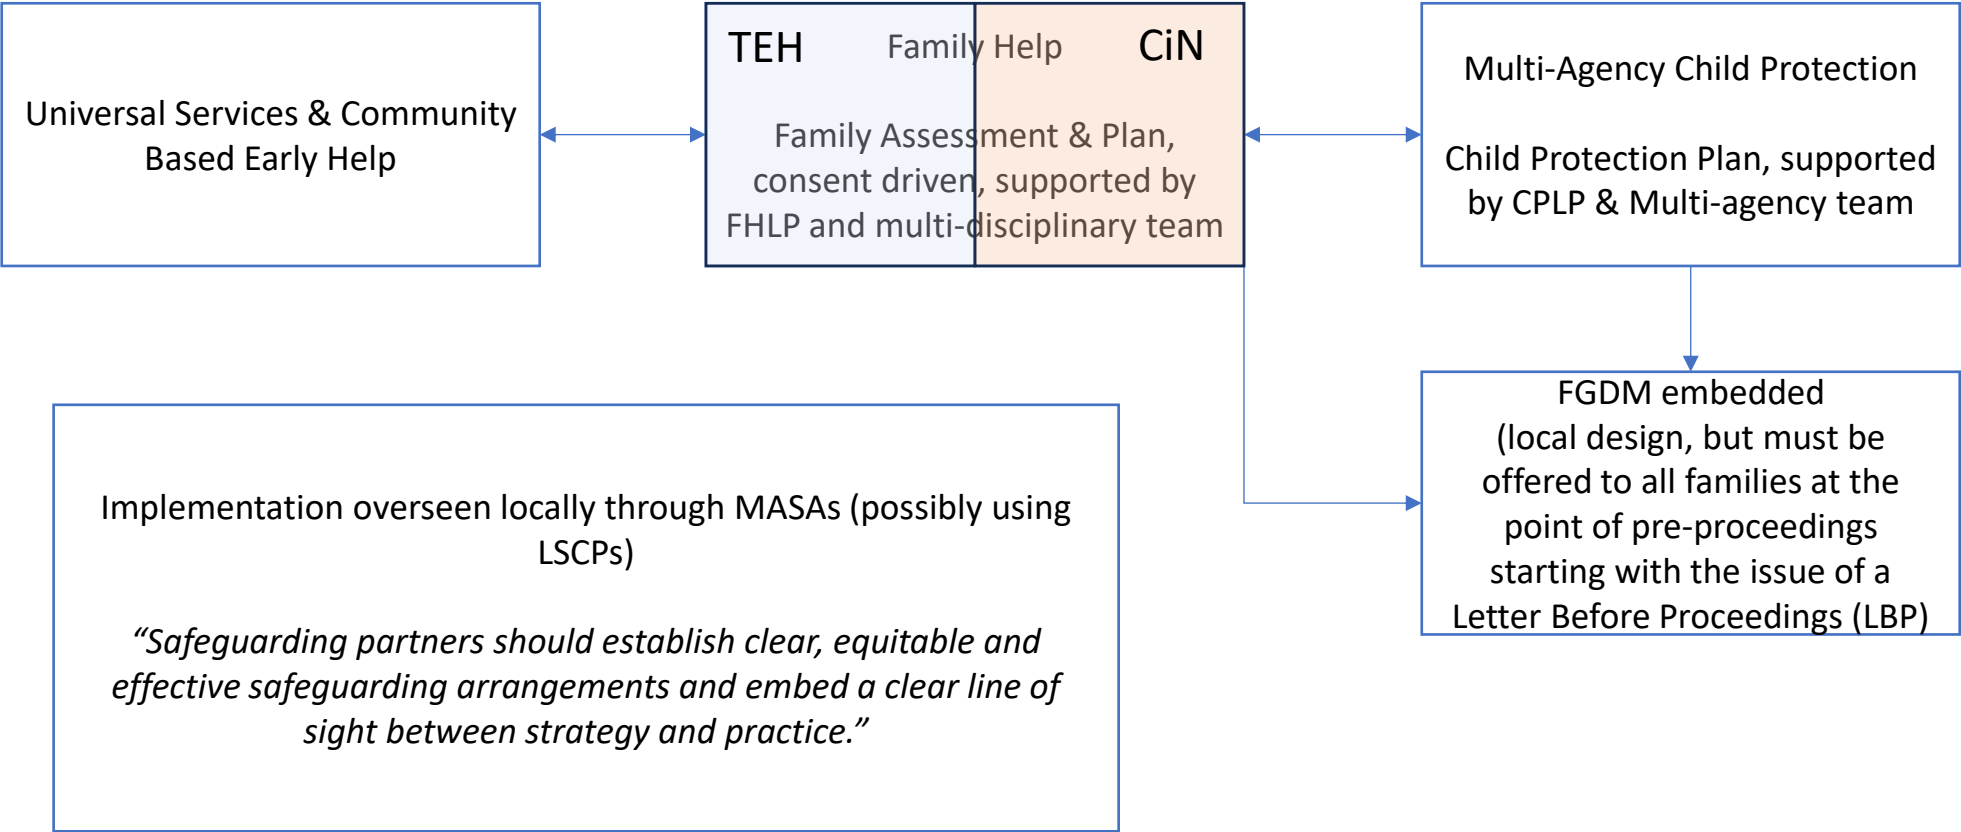 Universal Services & Community
Based Early Help
TEH
Family Help
CiN
Family Assessment & Plan,
consent driven, supported by
FHLP and multi-disciplinary team
Multi-Agency Child Protection
Child Protection Plan, supported
by CPLP & Multi-agency team
FGDM embedded
(local design, but must be
offered to all families at the
point of pre-proceedings
starting with the issue of a
Letter Before Proceedings (LBP)
Implementation overseen locally through MASAs (possibly using
LSCPs)
“Safeguarding partners should establish clear, equitable and
effective safeguarding arrangements and embed a clear line of
sight between strategy and practice.”